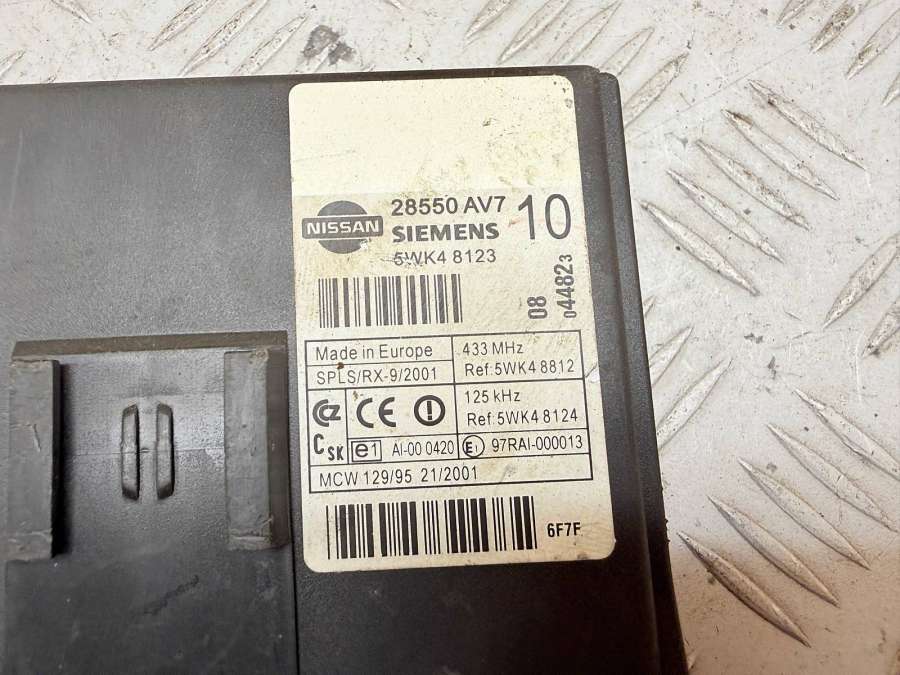 NISSAN
28550 AV7 10
SIEMENS
5WK4 8123
08
044823
Made in Europe
433 MHz
SPLS/RX-9/2001
Ref:5WK4 8812
CE
125 kHz
Ref:5WK4 8124
C SK
e1
AI-00 0420
E1
97RAI-000013
MCW 129/95 21/2001
6F7F